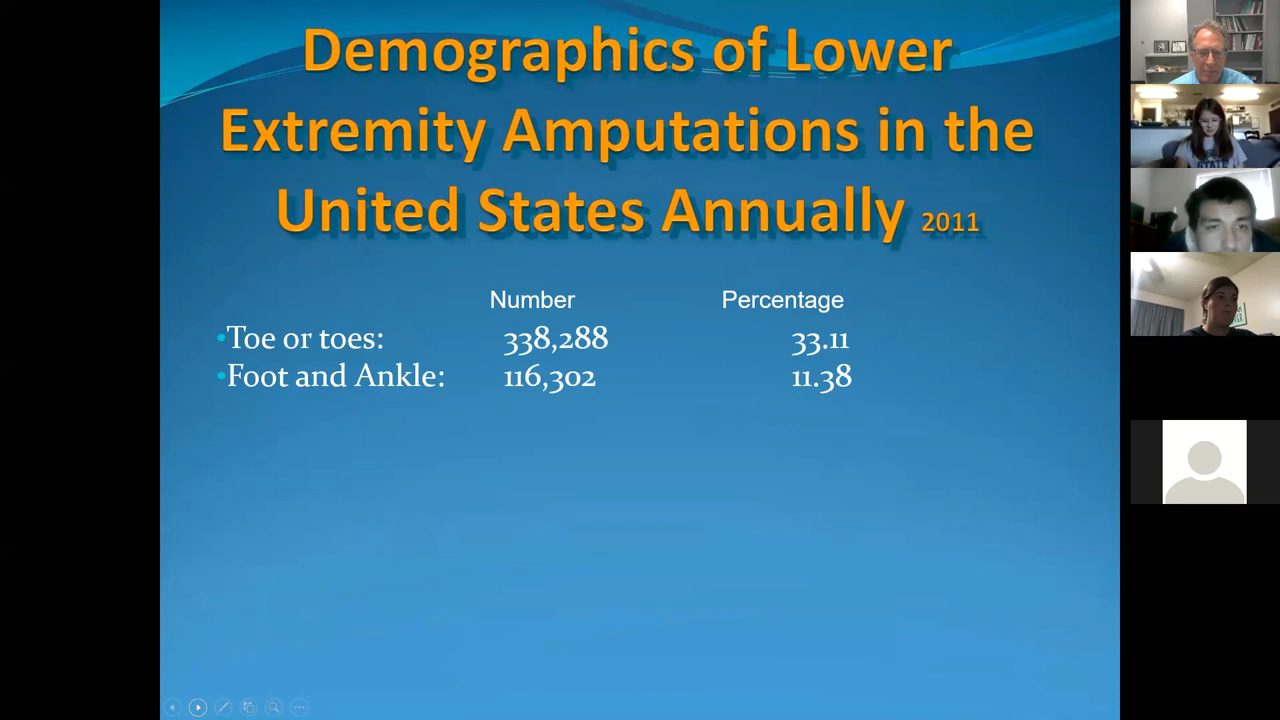 Demographics of Lower
Extremity Amputations in the
United States Annually 2011
Number Percentage
•Toe or toes: 338,288 33.11
•Foot and Ankle: 116,302 11.38